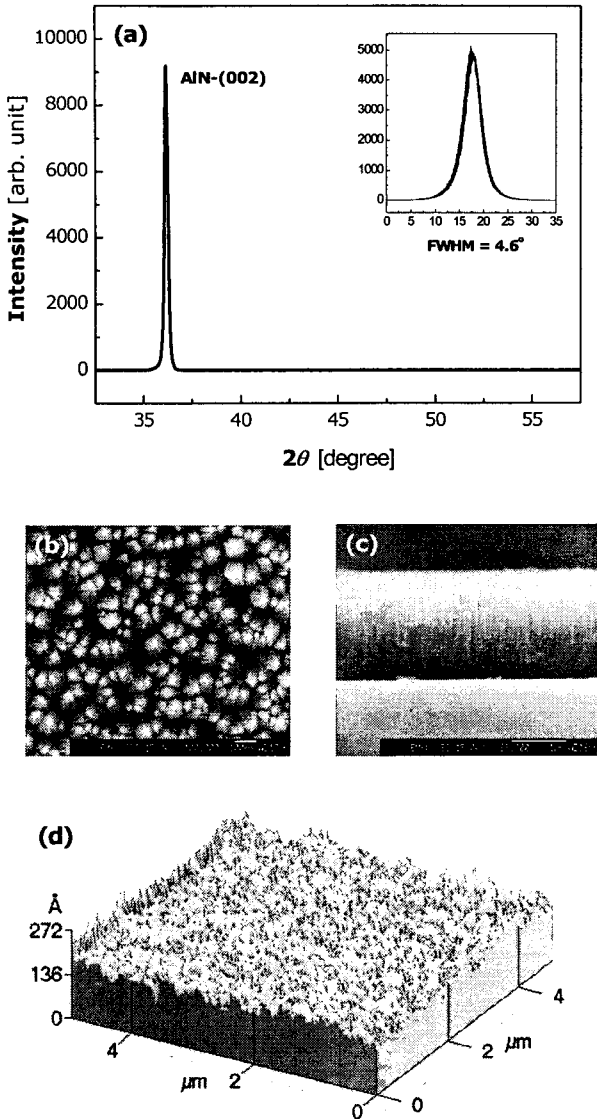 (a)
AlN-(002)
Intensity [arb. unit]
10000
8000
6000
4000
2000
0
35
40
45
50
55
2θ [degree]
5000
4000
3000
2000
1000
0
0 5 10 15 20 25 30 35
FWHM = 4.6°
(b)
(c)
(d)
Å
272
136
0
4
μm
2
0
0
2
μm
4